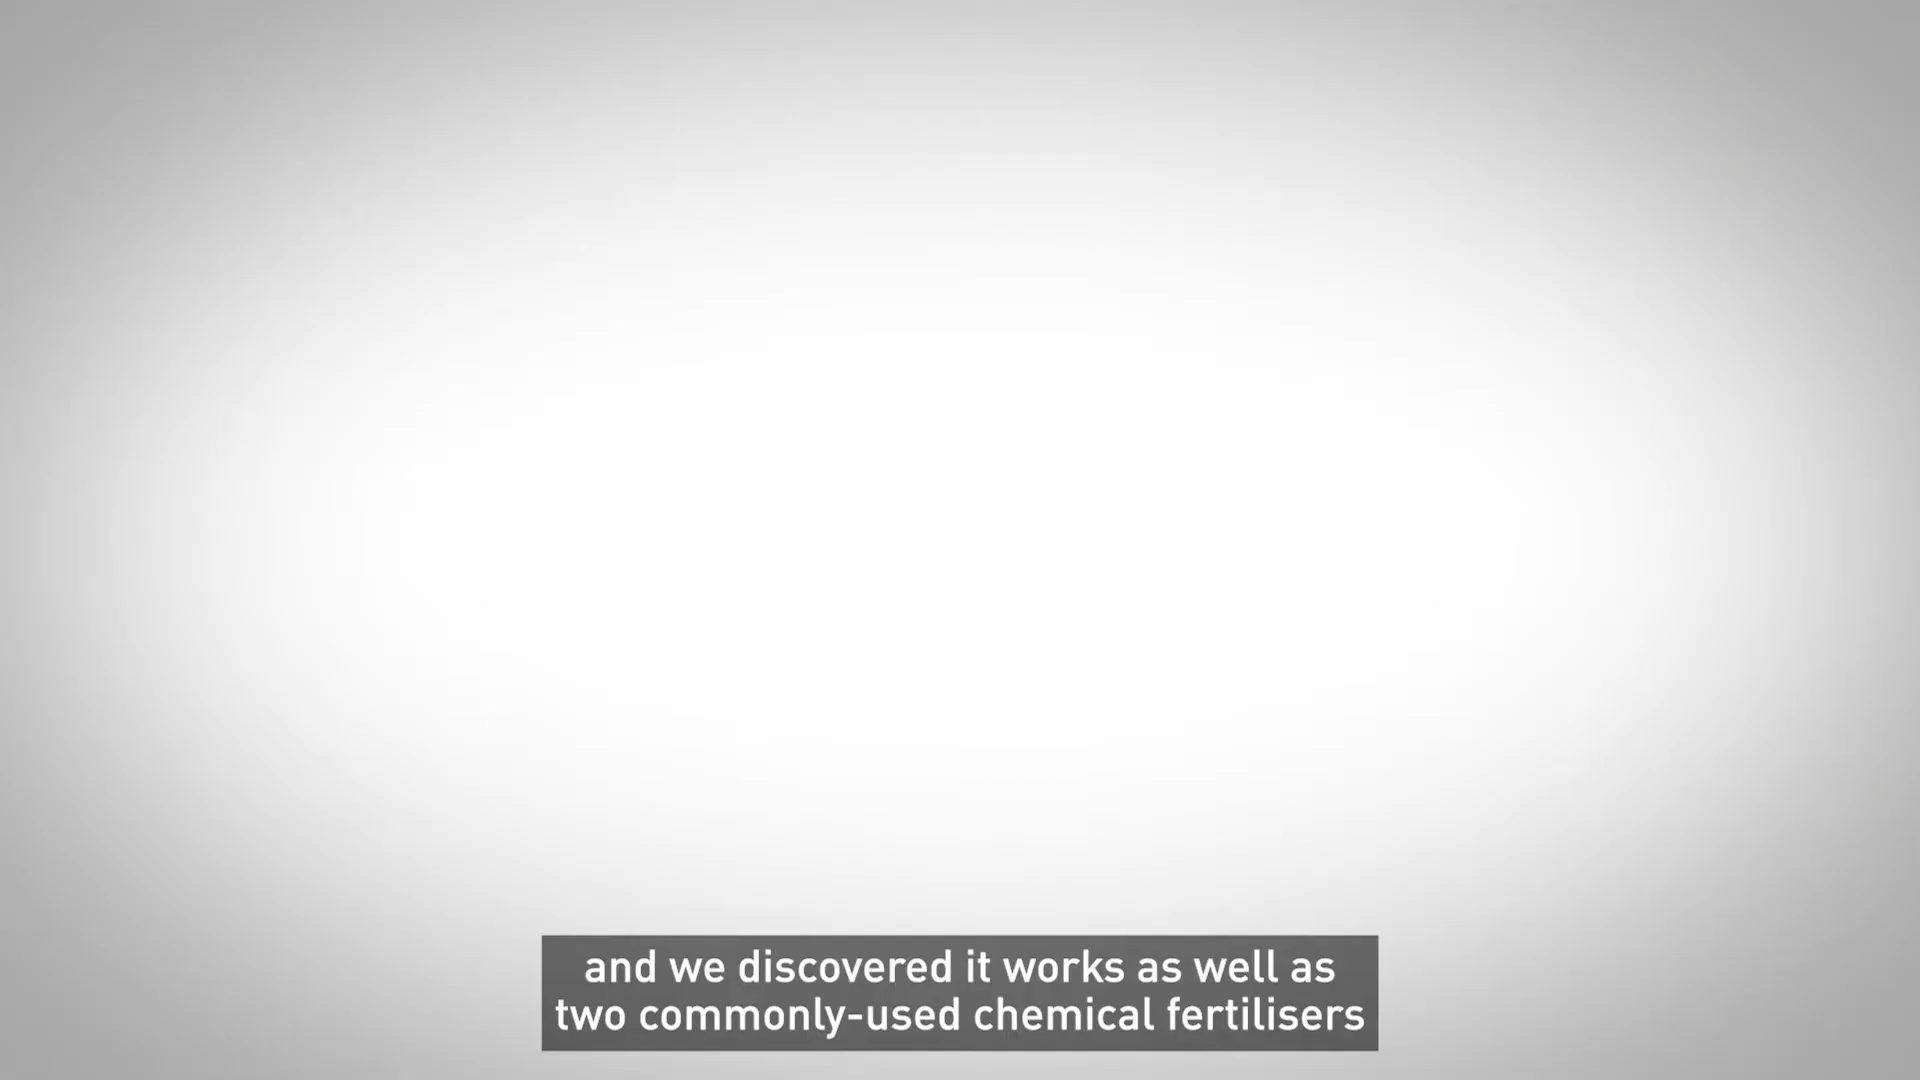 and we discovered it works as well as
two commonly-used chemical fertilisers